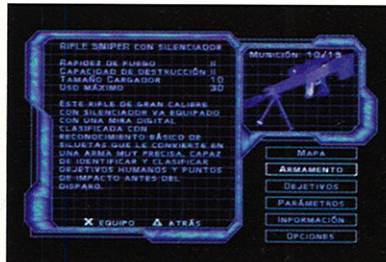 RIFLE SNIPER CON SILENCIADOR
RAPIDEZ DE FUEGO II
CAPACIDAD DE DESTRUCCIÓN II
TAMAÑO CARGADOR 10
USO MÁXIMO 30
ESTE RIFLE DE GRAN CALIBRE
CON SILENCIADOR VA EQUIPADO
CON UNA MIRA DIGITAL
CLASIFICADA CON
RECONOCIMIENTO BÁSICO DE
SILUETAS QUE LE CONVIERTE EN
UNA ARMA MUY PRECISA, CAPAZ
DE IDENTIFICAR Y CLASIFICAR
OBJETIVOS HUMANOS Y PUNTOS
DE IMPACTO ANTES DEL
DISPARO.
X EQUIPO △ ATRÁS
MUNICIÓN: 10/15
MAPA
ARMAMENTO
OBJETIVOS
PARÁMETROS
INFORMACIÓN
OPCIONES